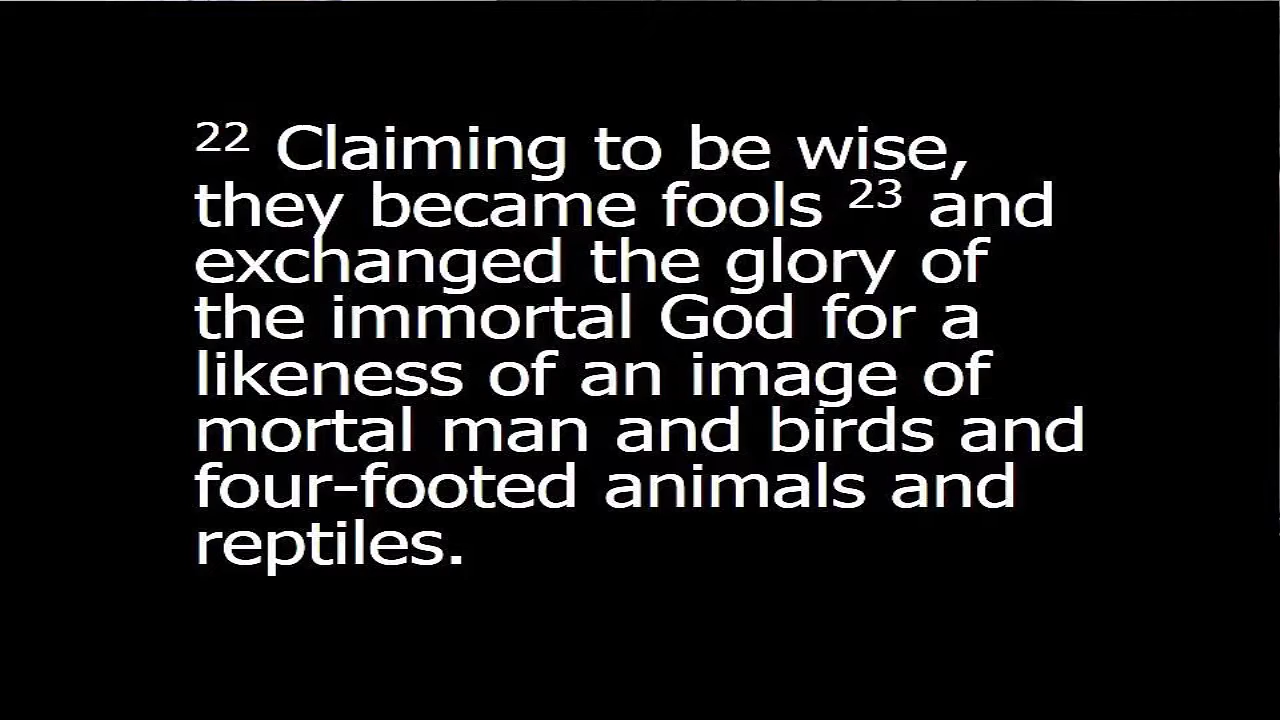 22 Claiming to be wise,
they became fools 23 and
exchanged the glory of
the immortal God for a
likeness of an image of
mortal man and birds and
four-footed animals and
reptiles.